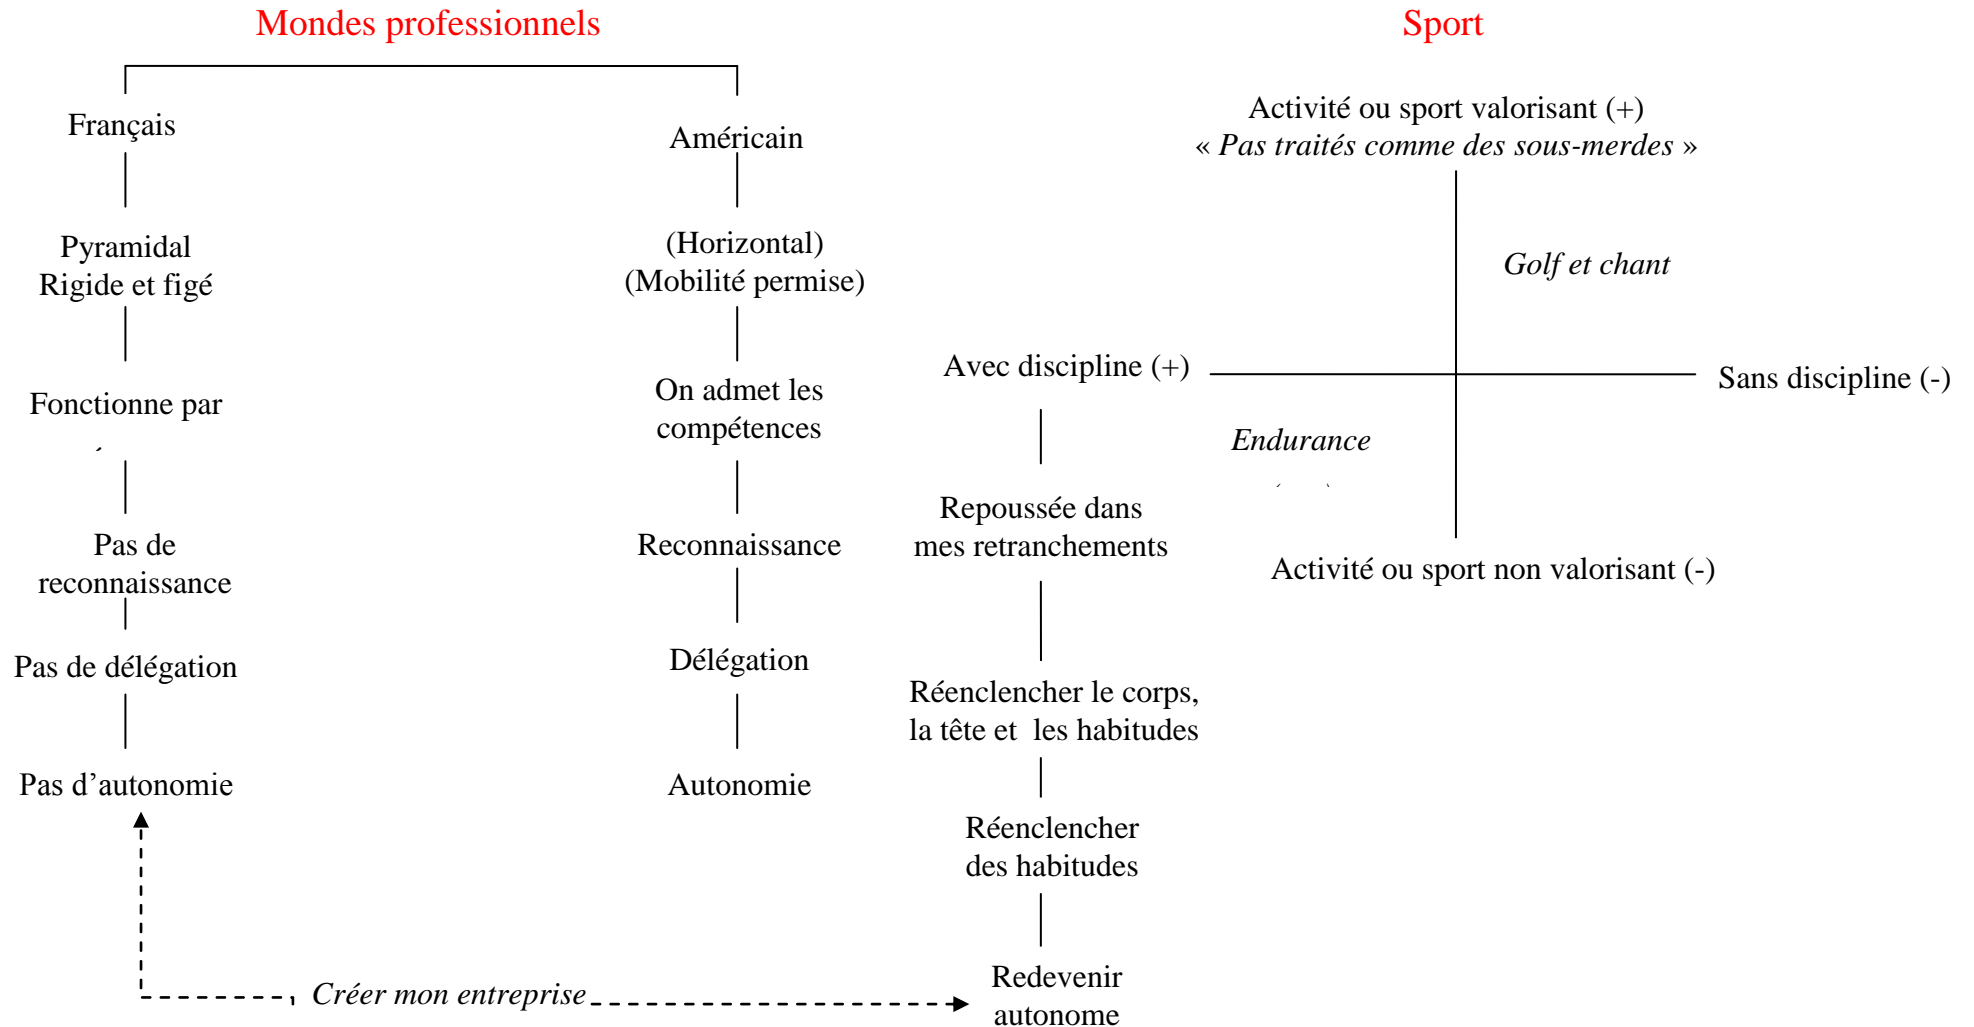 Mondes professionnels
Français
Pyramidal
Rigide et figé
Fonctionne par
Pas de
reconnaissance
Pas de délégation
Pas d’autonomie
Américain
(Horizontal)
(Mobilité permise)
On admet les
compétences
Reconnaissance
Délégation
Autonomie
Créer mon entreprise
Sport
Activité ou sport valorisant (+)
« Pas traités comme des sous-merdes »
Golf et chant
Avec discipline (+)
Sans discipline (-)
Endurance
Activité ou sport non valorisant (-)
Repoussée dans
mes retranchements
Réenclencher le corps,
la tête et  les habitudes
Réenclencher
des habitudes
Redevenir
autonome